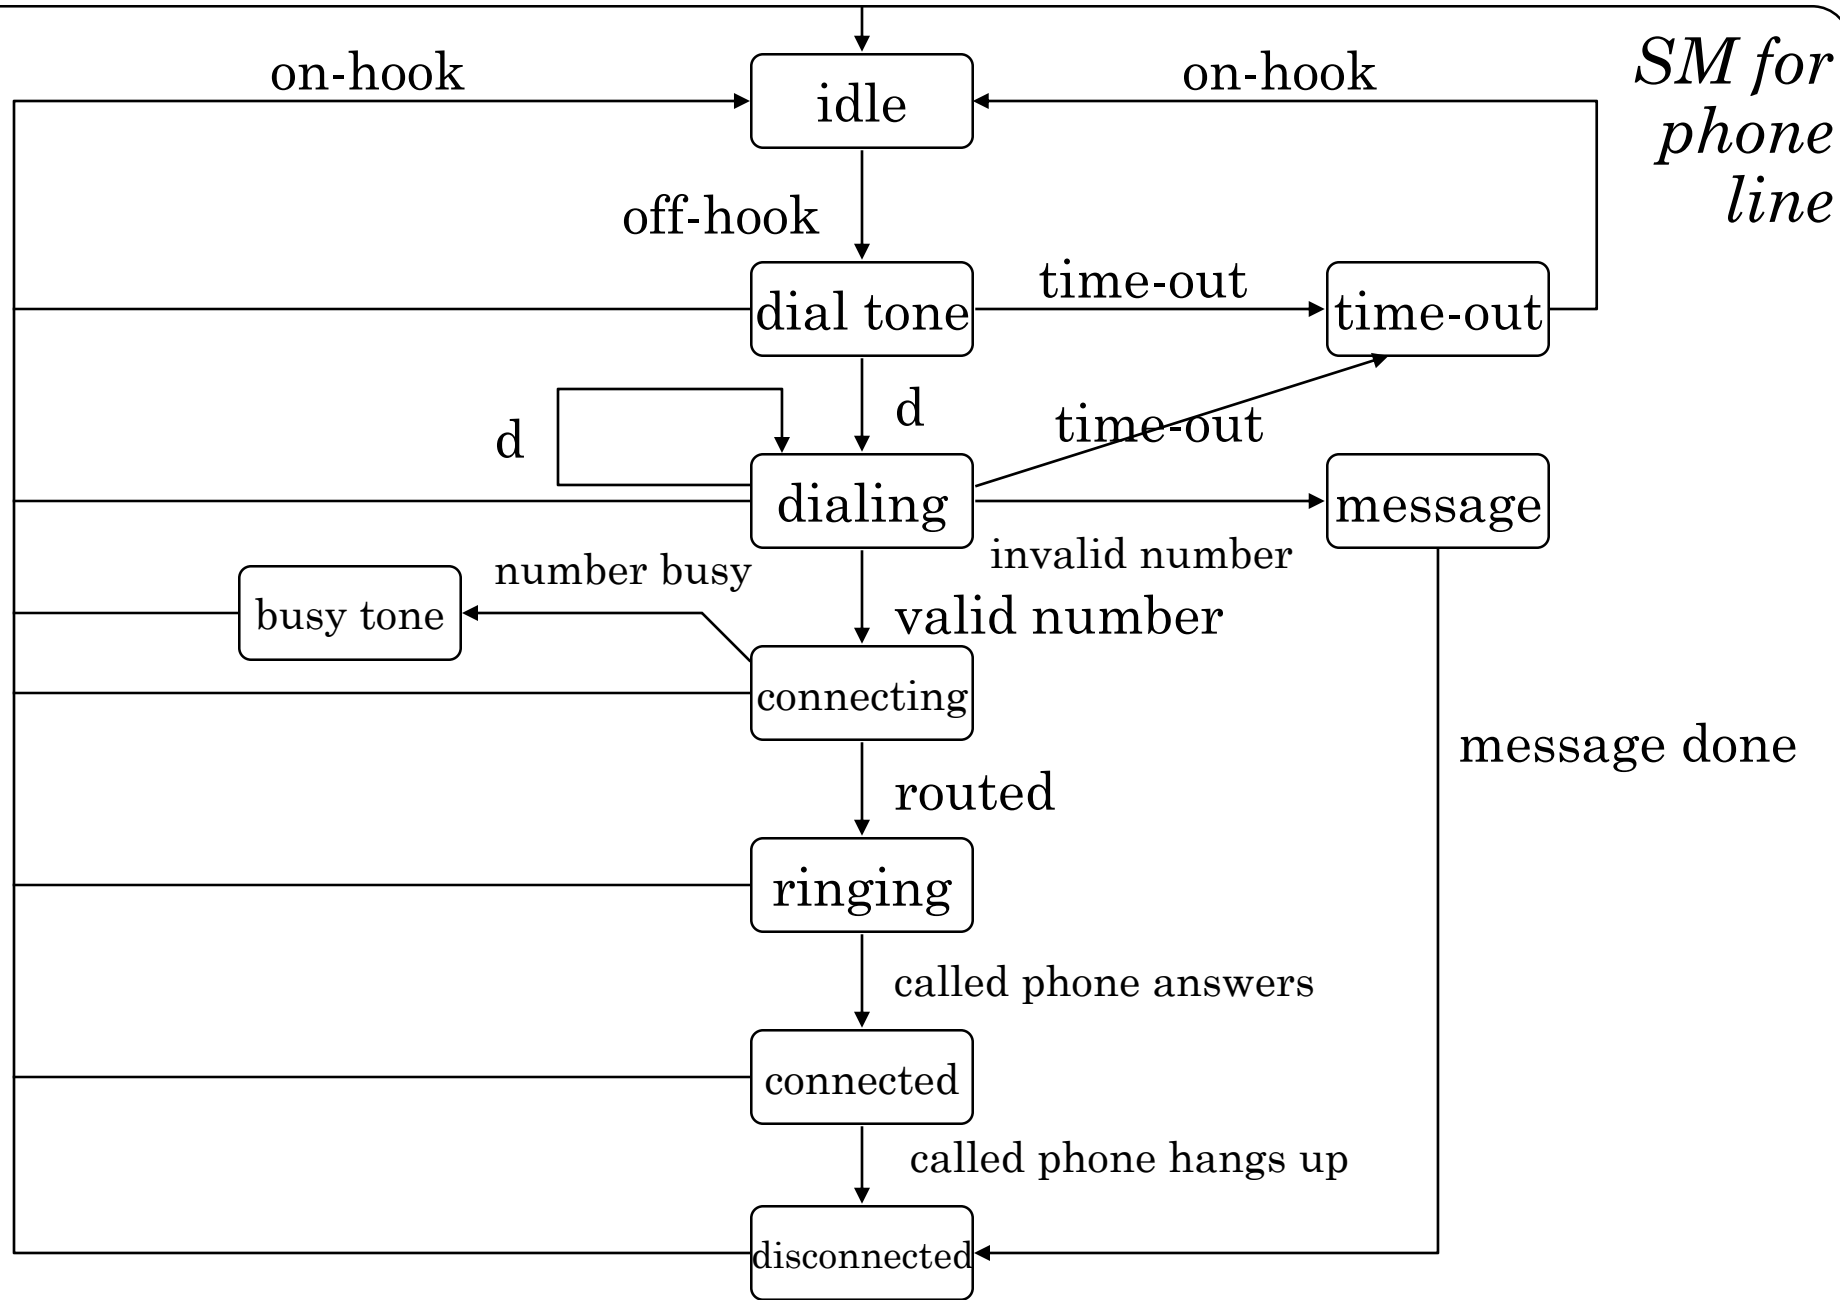 SM for
phone
line
on-hook
on-hook
idle
off-hook
dial tone
time-out
time-out
d
d
time-out
dialing
message
number busy
invalid number
busy tone
valid number
connecting
message done
routed
ringing
called phone answers
connected
called phone hangs up
disconnected